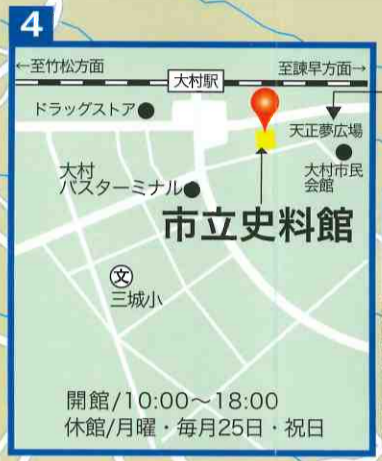 4
←至竹松方面
大村駅
至諫早方面→
ドラッグストア
天正夢広場
大村
バスターミナル
大村市民
会館
市立史料館
文
三城小
開館/10:00〜18:00
休館/月曜・毎月25日・祝日